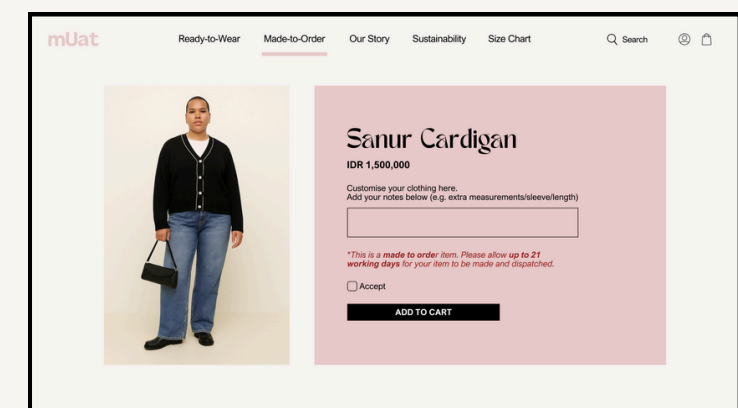 mUat
Ready-to-Wear
Made-to-Order
Our Story
Sustainability
Size Chart
Search
Sanur Cardigan
IDR 1,500,000
Customise your clothing here.
Add your notes below (e.g. extra measurements/sleeve/length)
*This is a made to order item. Please allow up to 21
working days for your item to be made and dispatched.
Accept
ADD TO CART